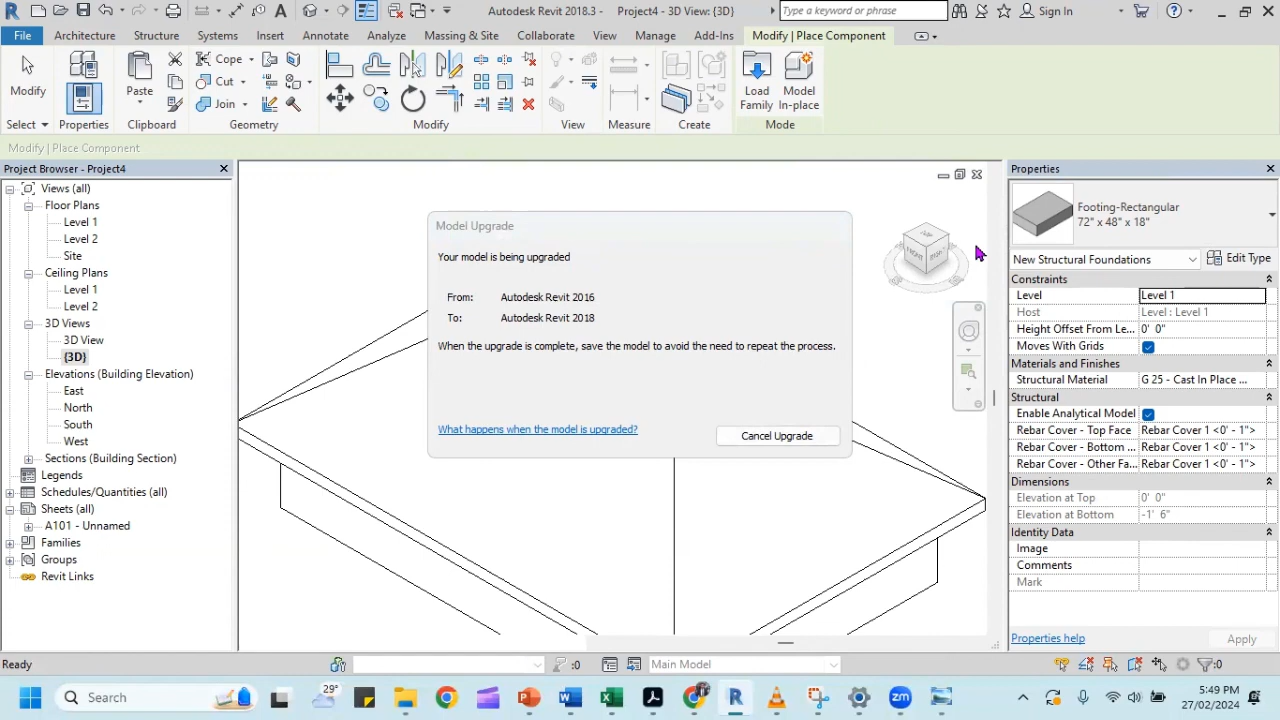 Autodesk Revit 2018.3 - Project4 - 3D View: {3D}
Type a keyword or phrase
Sign In
File Architecture Structure Systems Insert Annotate Analyze Massing & Site Collaborate View Manage Add-Ins Modify | Place Component
Modify
Paste
Cope
Cut
Join
Load Family
Model In-place
Select Properties Clipboard Geometry Modify View Measure Create Mode
Modify | Place Component
Project Browser - Project4
Views (all)
Floor Plans
Level 1
Level 2
Site
Ceiling Plans
Level 1
Level 2
3D Views
3D View
{3D}
Elevations (Building Elevation)
East
North
South
West
Sections (Building Section)
Legends
Schedules/Quantities (all)
Sheets (all)
A101 - Unnamed
Families
Groups
Revit Links
Model Upgrade
Your model is being upgraded
From: Autodesk Revit 2016
To: Autodesk Revit 2018
When the upgrade is complete, save the model to avoid the need to repeat the process.
What happens when the model is upgraded?
Cancel Upgrade
TOP
FRONT
RIGHT
Properties
Footing-Rectangular
72" x 48" x 18"
New Structural Foundations
Edit Type
Constraints
Level Level 1
Host Level : Level 1
Height Offset From Le... 0' 0"
Moves With Grids
Materials and Finishes
Structural Material G 25 - Cast In Place ...
Structural
Enable Analytical Model
Rebar Cover - Top Face Rebar Cover 1 <0' - 1">
Rebar Cover - Bottom ... Rebar Cover 1 <0' - 1">
Rebar Cover - Other Fa... Rebar Cover 1 <0' - 1">
Dimensions
Elevation at Top 0' 0"
Elevation at Bottom -1' 6"
Identity Data
Image
Comments
Mark
Properties help
Apply
Ready
:0
Main Model
:0
Search
29°
5:49 PM
27/02/2024